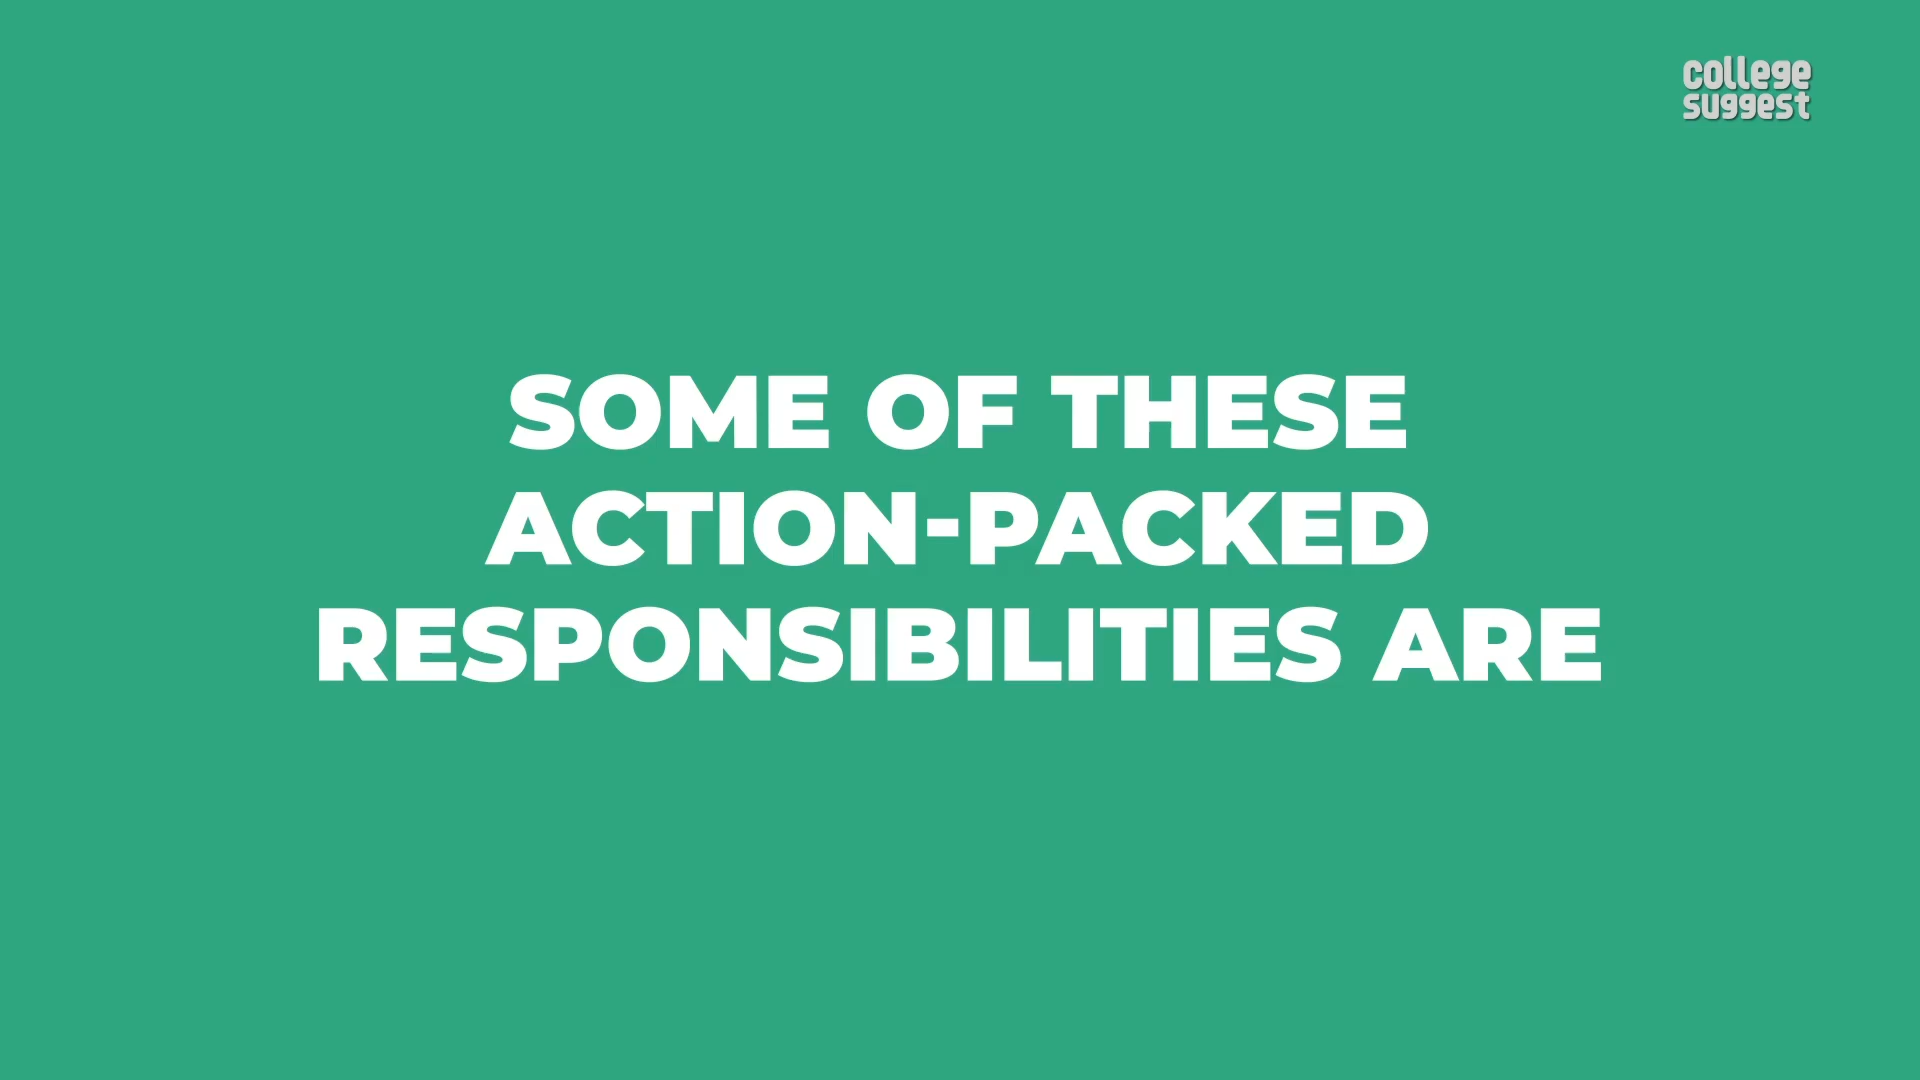 college
suggest
SOME OF THESE
ACTION-PACKED
RESPONSIBILITIES ARE